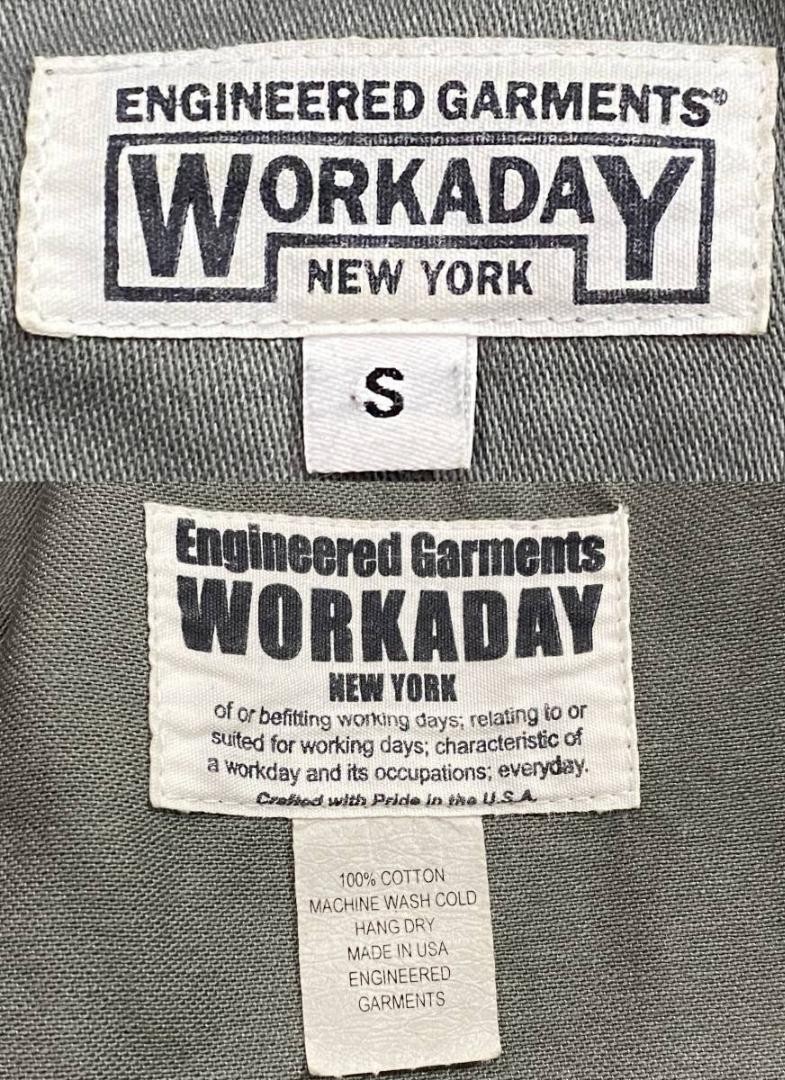 ENGINEERED GARMENTS®
WORKADAY
NEW YORK
S
Engineered Garments
WORKADAY
NEW YORK
of or befitting working days; relating to or
suited for working days; characteristic of
a workday and its occupations; everyday.
Crafted with Pride in the U.S.A.
100% COTTON
MACHINE WASH COLD
HANG DRY
MADE IN USA
ENGINEERED
GARMENTS